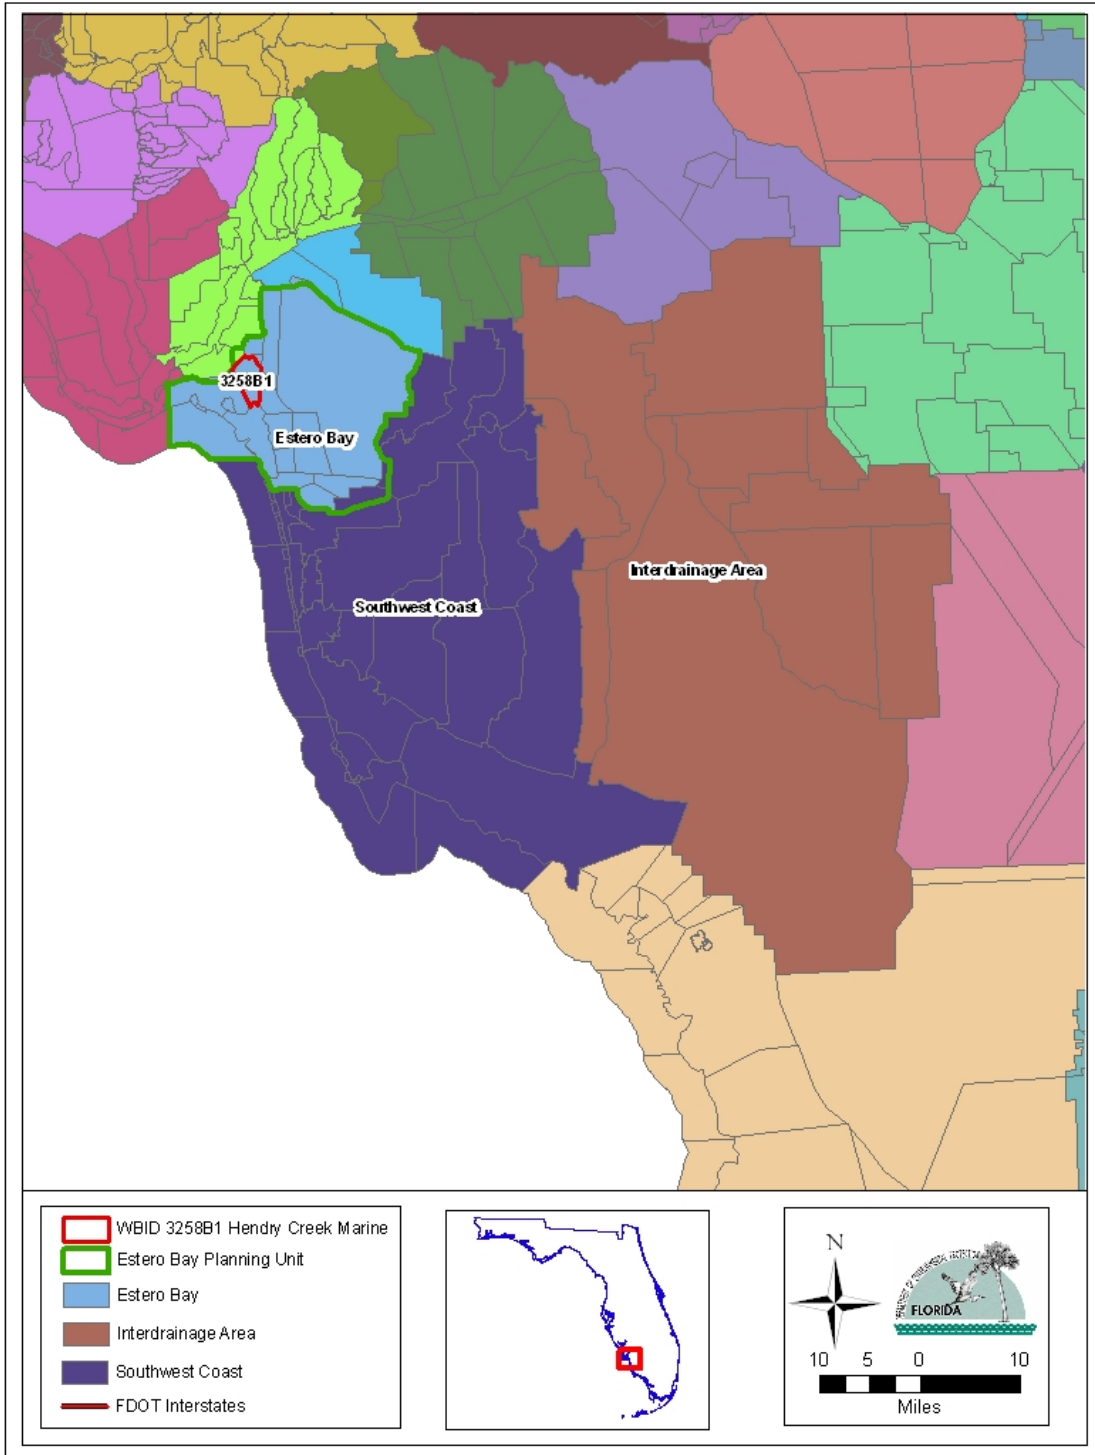 3258B1
Estero Bay
Interdrainage Area
Southwest Coast
WBID 3258B1 Hendry Creek Marine
Estero Bay Planning Unit
Estero Bay
Interdrainage Area
Southwest Coast
FDOT Interstates
N
FLORIDA
10 5 0 10
Miles